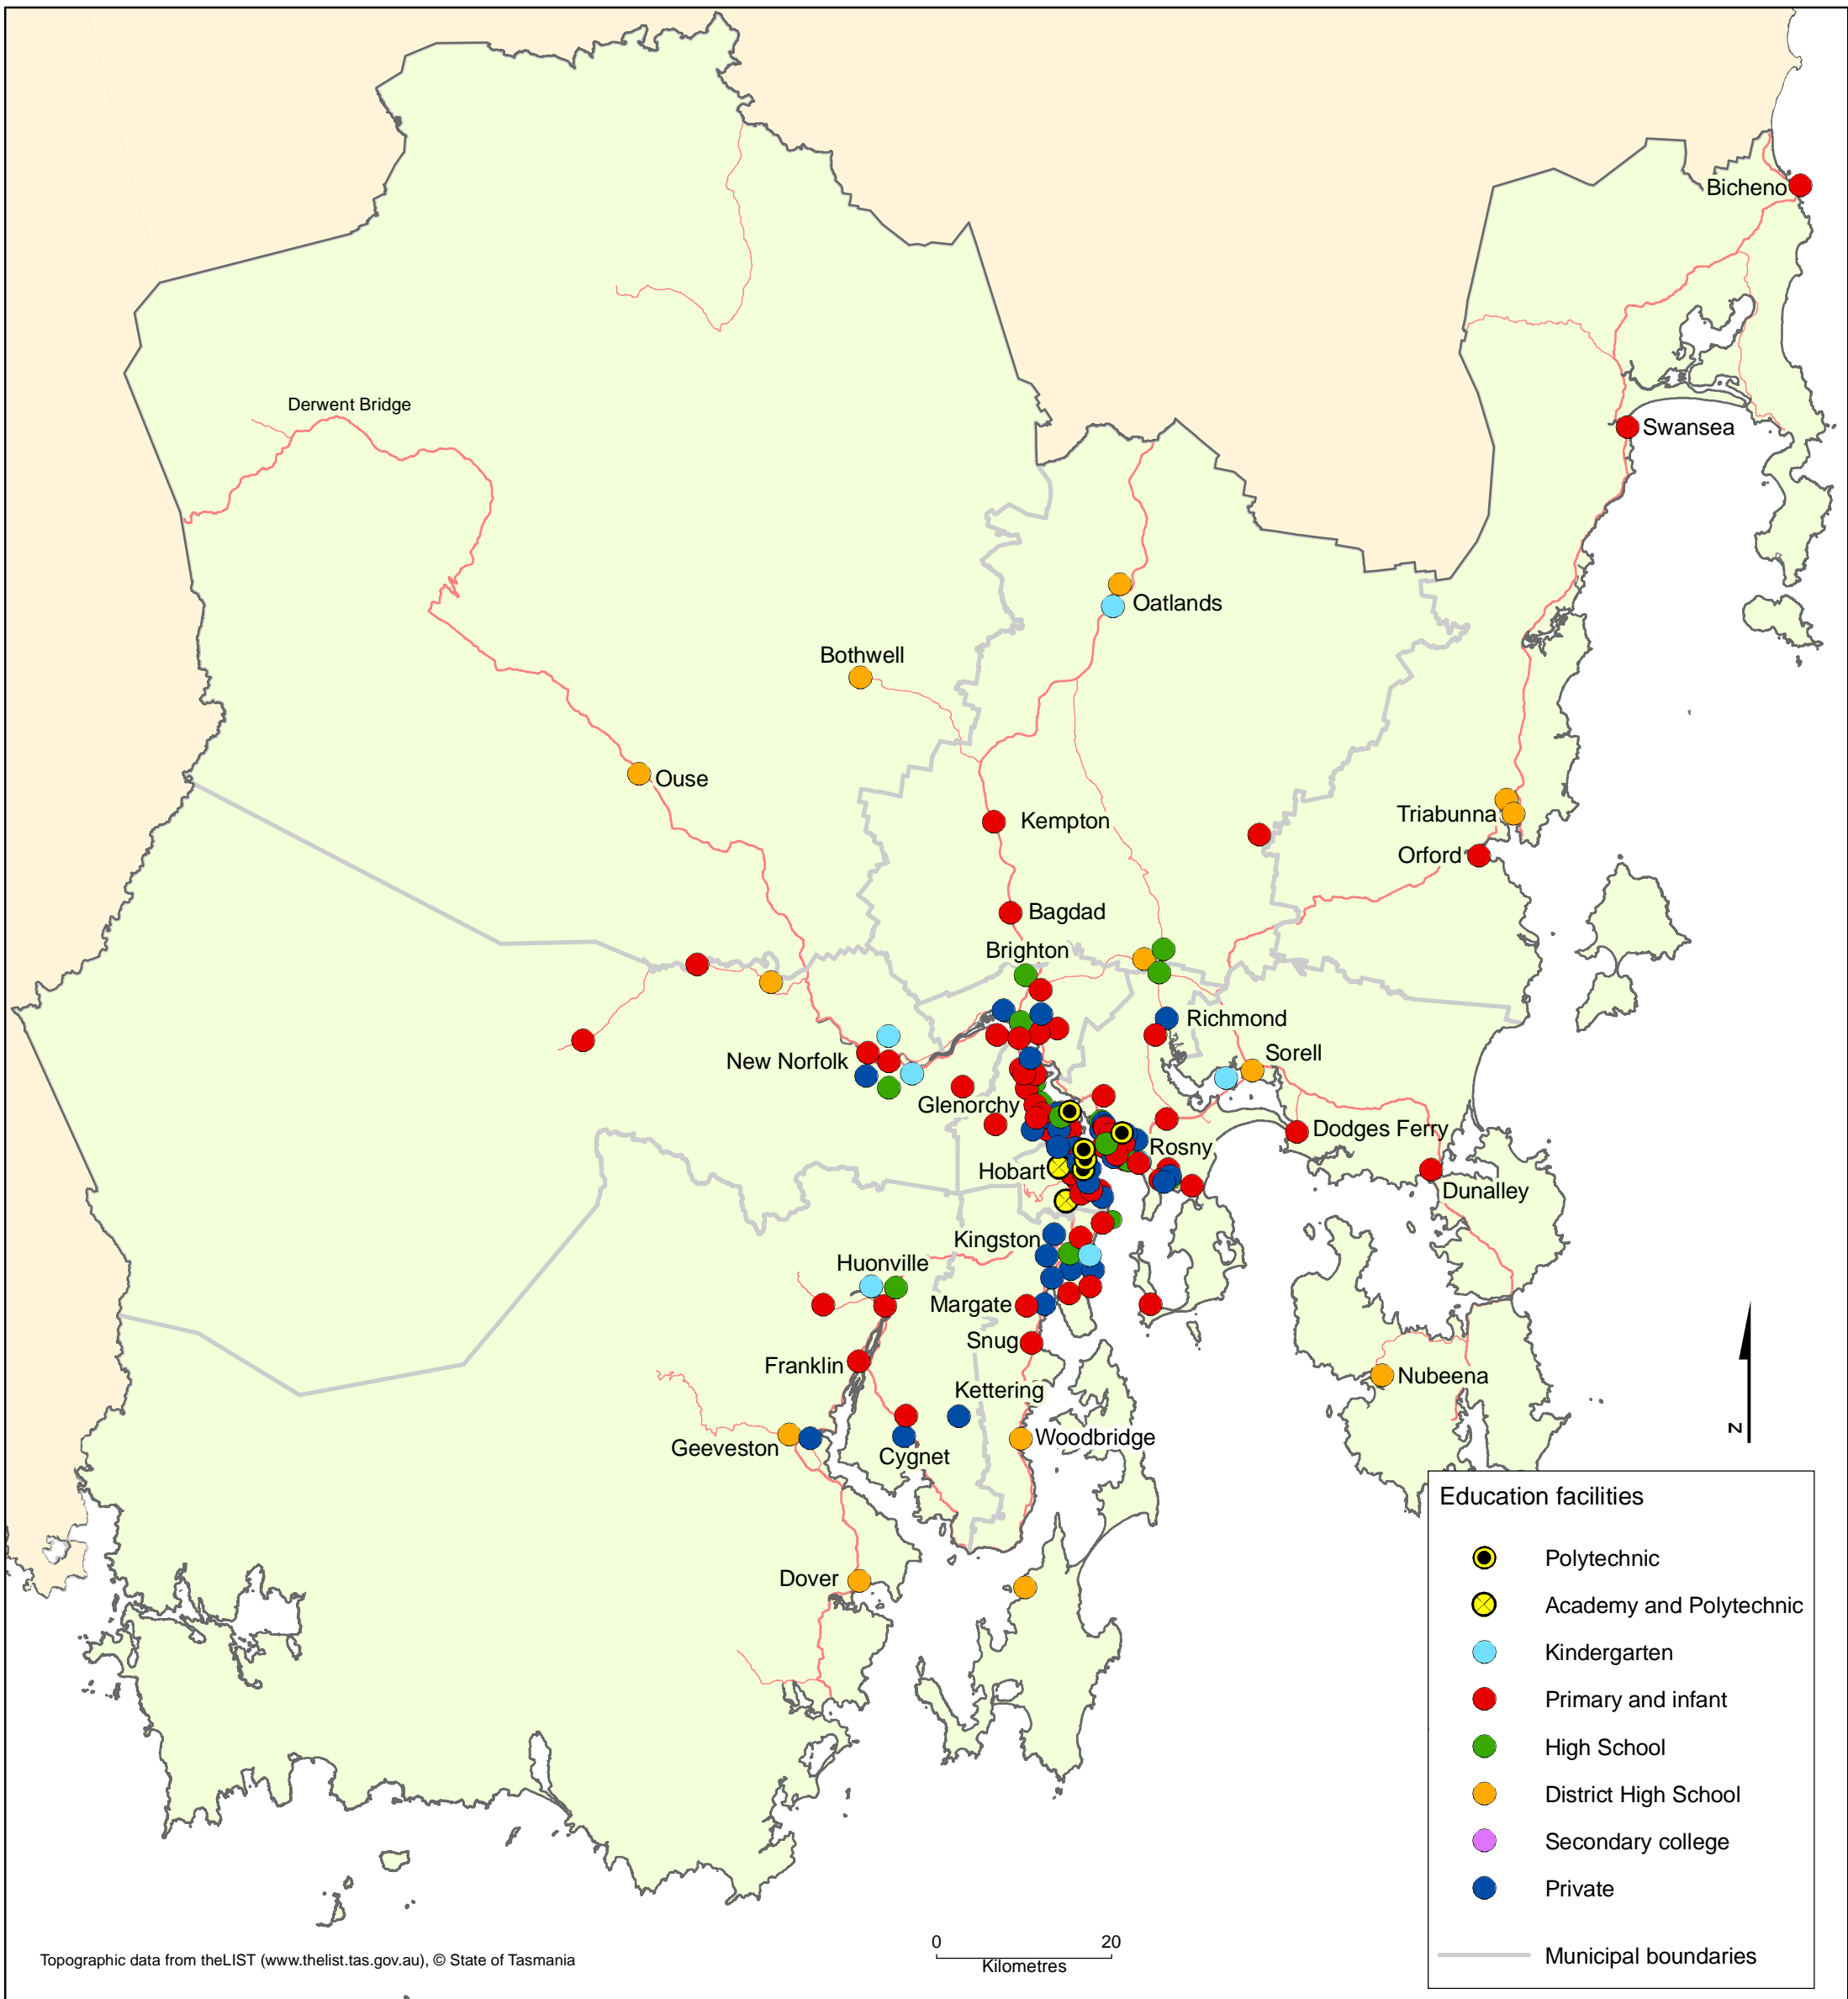 Bicheno
Derwent Bridge
Swansea
Oatlands
Bothwell
Ouse
Kempton
Triabunna
Orford
Bagdad
Brighton
Richmond
Sorell
New Norfolk
Glenorchy
Dodges Ferry
Rosny
Hobart
Dunalley
Kingston
Huonville
Margate
Snug
Franklin
Nubeena
Kettering
Woodbridge
Geeveston
Cygnet
Dover
N
Education facilities
Polytechnic
Academy and Polytechnic
Kindergarten
Primary and infant
High School
District High School
Secondary college
Private
Municipal boundaries
0 20
Kilometres
Topographic data from theLIST (www.thelist.tas.gov.au), © State of Tasmania